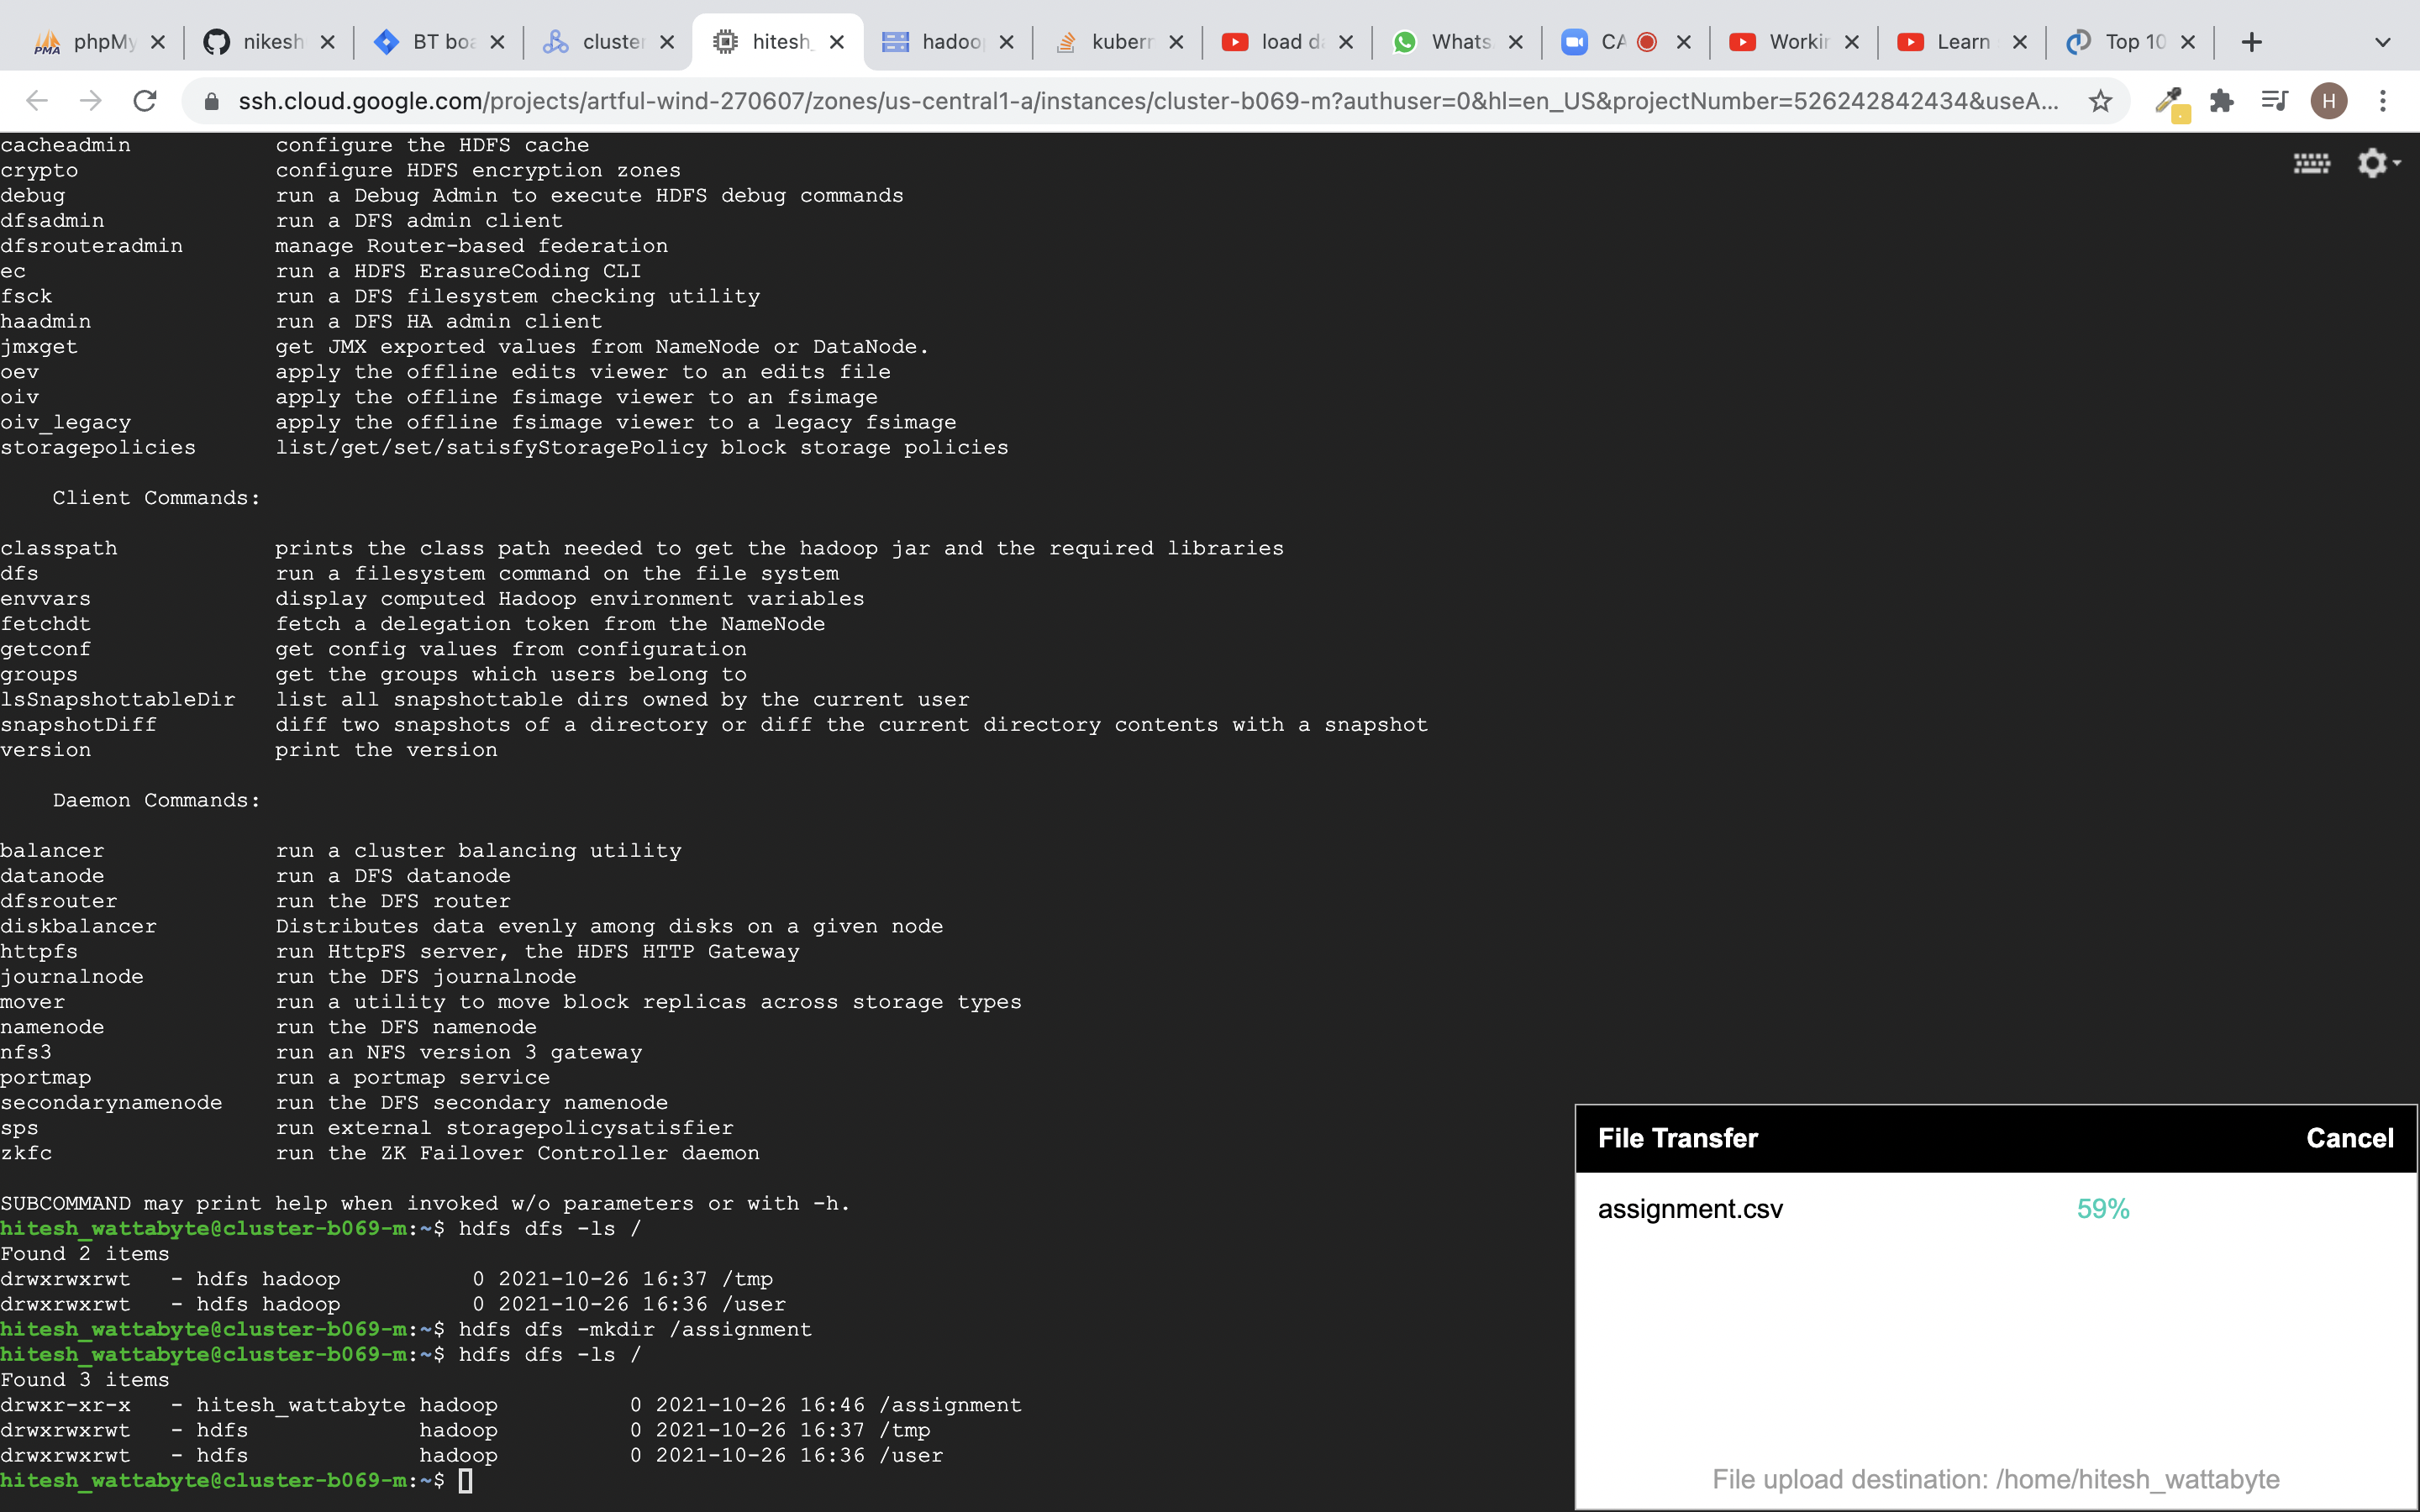 phpMy
nikesh
BT boa
cluster
hitesh_
hadoop
kubern
load da
Whats
CA
Workin
Learn
Top 10
ssh.cloud.google.com/projects/artful-wind-270607/zones/us-central1-a/instances/cluster-b069-m?authuser=0&hl=en_US&projectNumber=526242842434&useA...
H
cacheadmin           configure the HDFS cache
crypto               configure HDFS encryption zones
debug                run a Debug Admin to execute HDFS debug commands
dfsadmin             run a DFS admin client
dfsrouteradmin       manage Router-based federation
ec                   run a HDFS ErasureCoding CLI
fsck                 run a DFS filesystem checking utility
haadmin              run a DFS HA admin client
jmxget               get JMX exported values from NameNode or DataNode.
oev                  apply the offline edits viewer to an edits file
oiv                  apply the offline fsimage viewer to an fsimage
oiv_legacy           apply the offline fsimage viewer to a legacy fsimage
storagepolicies      list/get/set/satisfyStoragePolicy block storage policies
Client Commands:
classpath            prints the class path needed to get the hadoop jar and the required libraries
dfs                  run a filesystem command on the file system
envvars              display computed Hadoop environment variables
fetchdt              fetch a delegation token from the NameNode
getconf              get config values from configuration
groups               get the groups which users belong to
lsSnapshottableDir   list all snapshottable dirs owned by the current user
snapshotDiff         diff two snapshots of a directory or diff the current directory contents with a snapshot
version              print the version
Daemon Commands:
balancer             run a cluster balancing utility
datanode             run a DFS datanode
dfsrouter            run the DFS router
diskbalancer         Distributes data evenly among disks on a given node
httpfs               run HttpFS server, the HDFS HTTP Gateway
journalnode          run the DFS journalnode
mover                run a utility to move block replicas across storage types
namenode             run the DFS namenode
nfs3                 run an NFS version 3 gateway
portmap              run a portmap service
secondarynamenode    run the DFS secondary namenode
sps                  run external storagepolicysatisfier
zkfc                 run the ZK Failover Controller daemon
SUBCOMMAND may print help when invoked w/o parameters or with -h.
hitesh_wattabyte@cluster-b069-m:~$ hdfs dfs -ls /
Found 2 items
drwxrwxrwt   - hdfs hadoop          0 2021-10-26 16:37 /tmp
drwxrwxrwt   - hdfs hadoop          0 2021-10-26 16:36 /user
hitesh_wattabyte@cluster-b069-m:~$ hdfs dfs -mkdir /assignment
hitesh_wattabyte@cluster-b069-m:~$ hdfs dfs -ls /
Found 3 items
drwxr-xr-x   - hitesh_wattabyte hadoop          0 2021-10-26 16:46 /assignment
drwxrwxrwt   - hdfs             hadoop          0 2021-10-26 16:37 /tmp
drwxrwxrwt   - hdfs             hadoop          0 2021-10-26 16:36 /user
hitesh_wattabyte@cluster-b069-m:~$
File Transfer
Cancel
assignment.csv
59%
File upload destination: /home/hitesh_wattabyte